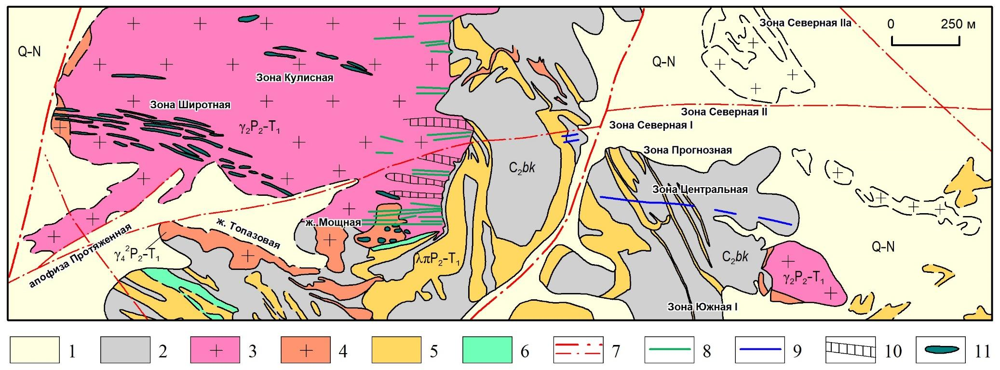 Зона Северная IIa
0 250 м
Q-N
Q-N
Зона Кулисная
Зона Широтная
Зона Северная II
γ₂P₂-T₁
Зона Северная I
Зона Прогнозная
C₂bk
Зона Центральная
ж. Мощная
ж. Топазовая
апофиза Протяженная
γ₄²P₂-T₁
λπP₂-T₁
C₂bk
Q-N
γ₂P₂-T₁
Зона Южная I
1 2 3 4 5 6 7 8 9 10 11